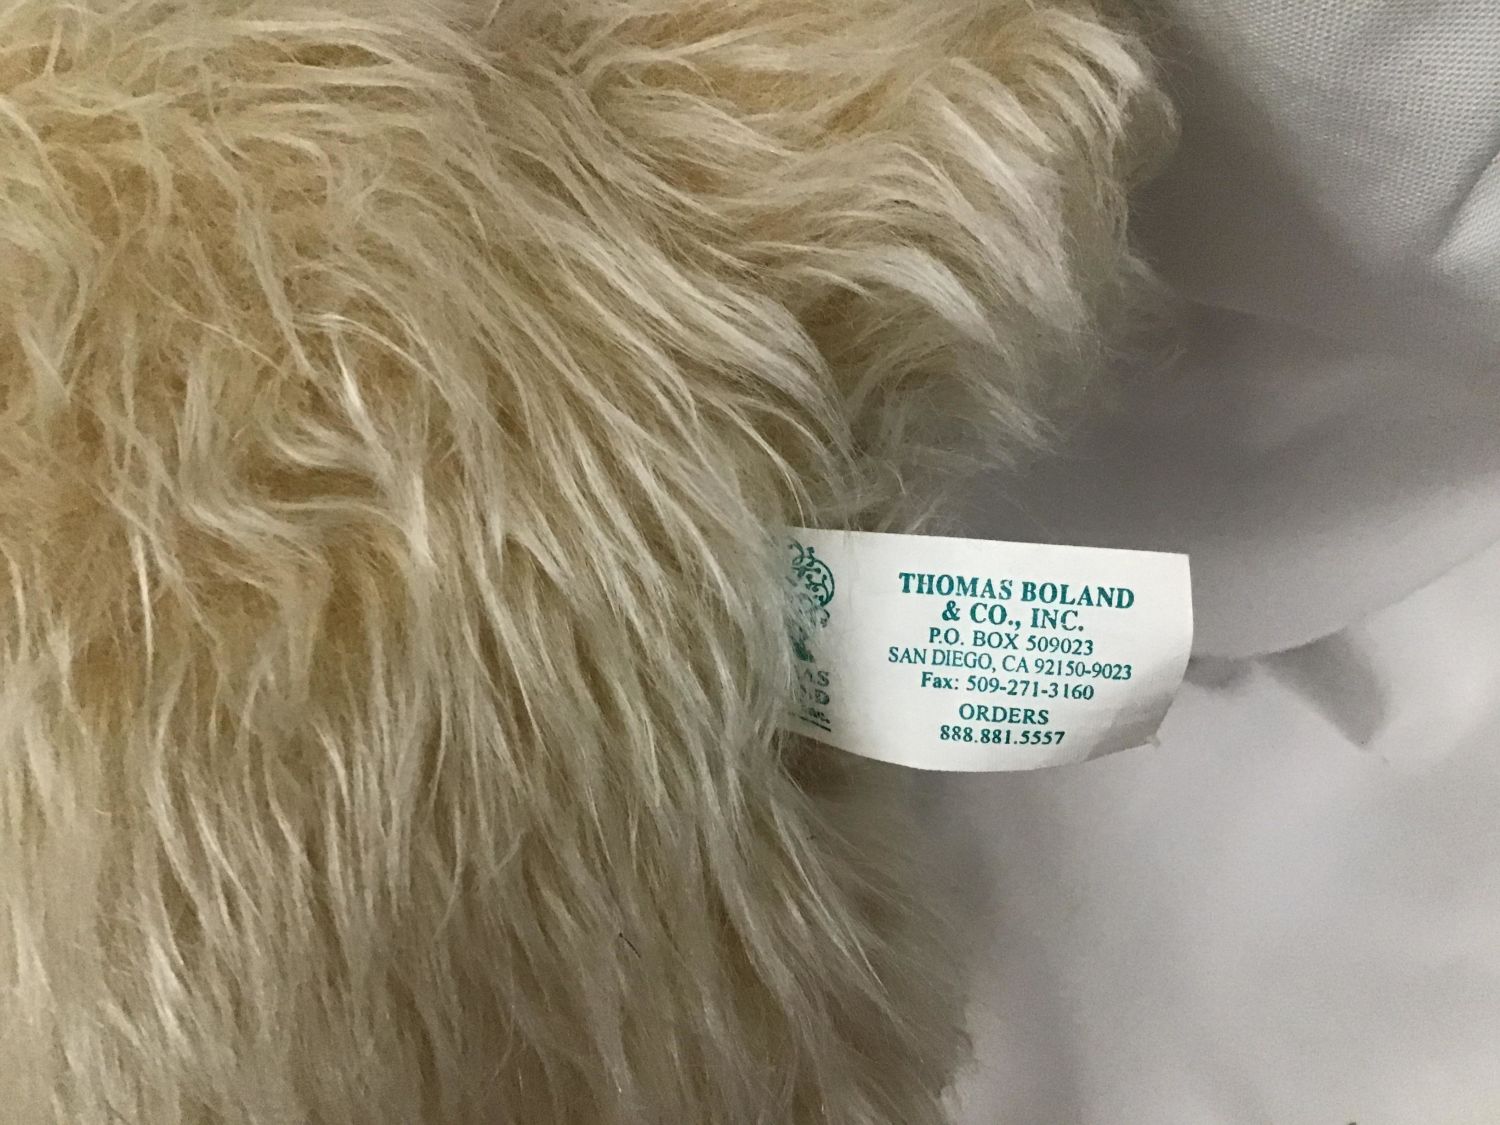 THOMAS BOLAND
& CO., INC.
P.O. BOX 509023
SAN DIEGO, CA 92150-9023
Fax: 509-271-3160
ORDERS
888.881.5557